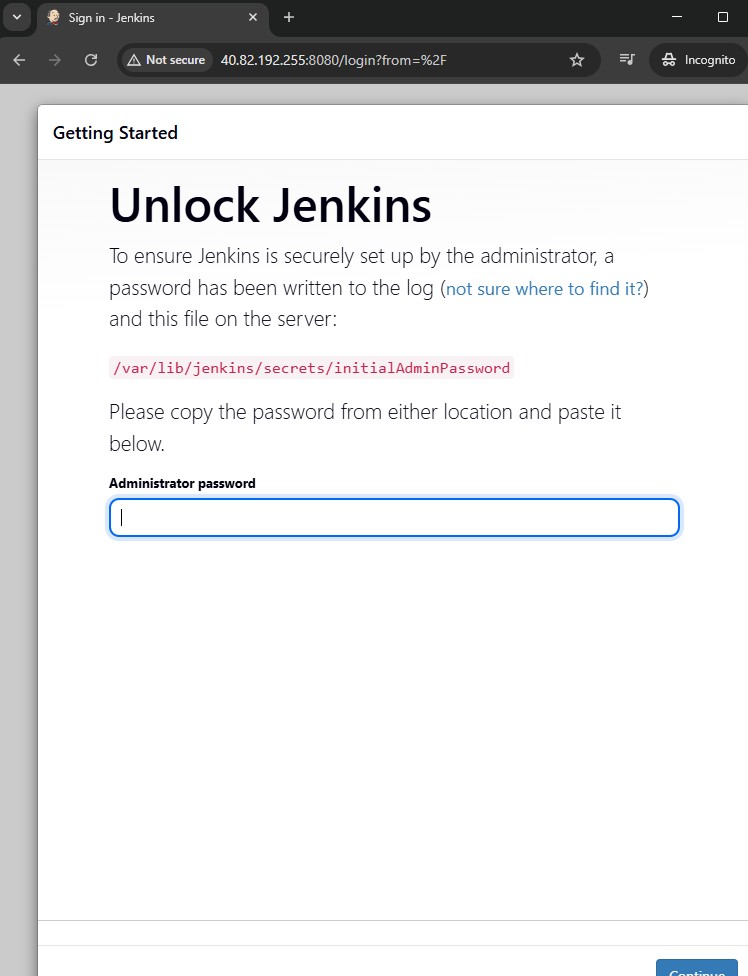 Sign in - Jenkins
Not secure
40.82.192.255:8080/login?from=%2F
Incognito
Getting Started
Unlock Jenkins
To ensure Jenkins is securely set up by the administrator, a
password has been written to the log (not sure where to find it?)
and this file on the server:
/var/lib/jenkins/secrets/initialAdminPassword
Please copy the password from either location and paste it
below.
Administrator password
Continue